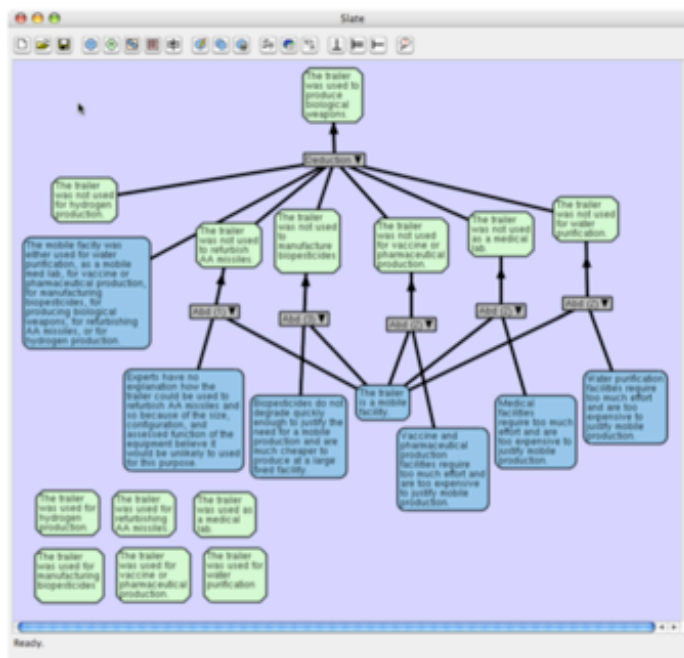 Slate
The trailer
was used to
produce
biological
weapons.
Deduction
The trailer
was not used
for hydrogen
production.
The mobile facity was
either used for water
purification, as a mobile
med lab, for vaccine or
pharmaceutical production,
for manufacturing
biopesticides, for
producing biological
weapons, for refurbishing
AA missiles, or for
hydrogen production.
The trailer
was not used
to refurbish
AA missiles
The trailer
was not
used to
manufacture
biopesticides
The trailer
was not used
for vaccine or
pharmaceutical
production.
The trailer
was not used
as a medical
lab.
The trailer
was not used
for water
purification.
Abd (1)
Abd (3)
Abd (2)
Abd (2)
Abd (2)
Experts have no
explanation how the
trailer could be used to
refurbish AA missiles and
so because of the size,
configuration, and
assessed function of the
equipment believe it
would be unlikely to used
for this purpose.
Biopesticides do not
degrade quickly
enough to justify the
need for a mobile
production and are
much cheaper to
produce at a large
fixed facility.
The trailer
is a mobile
facility.
Vaccine and
pharmaceutical
production
facilities require
too much effort and
are too expensive
to justify mobile
production.
Medical
facilities
require too much
effort and are
too expensive to
justify mobile
production.
Water purification
facilities require
too much effort
and are too
expensive to
justify mobile
production.
The trailer
was used for
hydrogen
production.
The trailer
was used for
refurbishing
AA missiles
The trailer
was used as
a medical
lab.
The trailer
was used for
manufacturing
biopesticides
The trailer
was used for
vaccine or
pharmaceutical
production.
The trailer
was used for
water
purification
Ready.